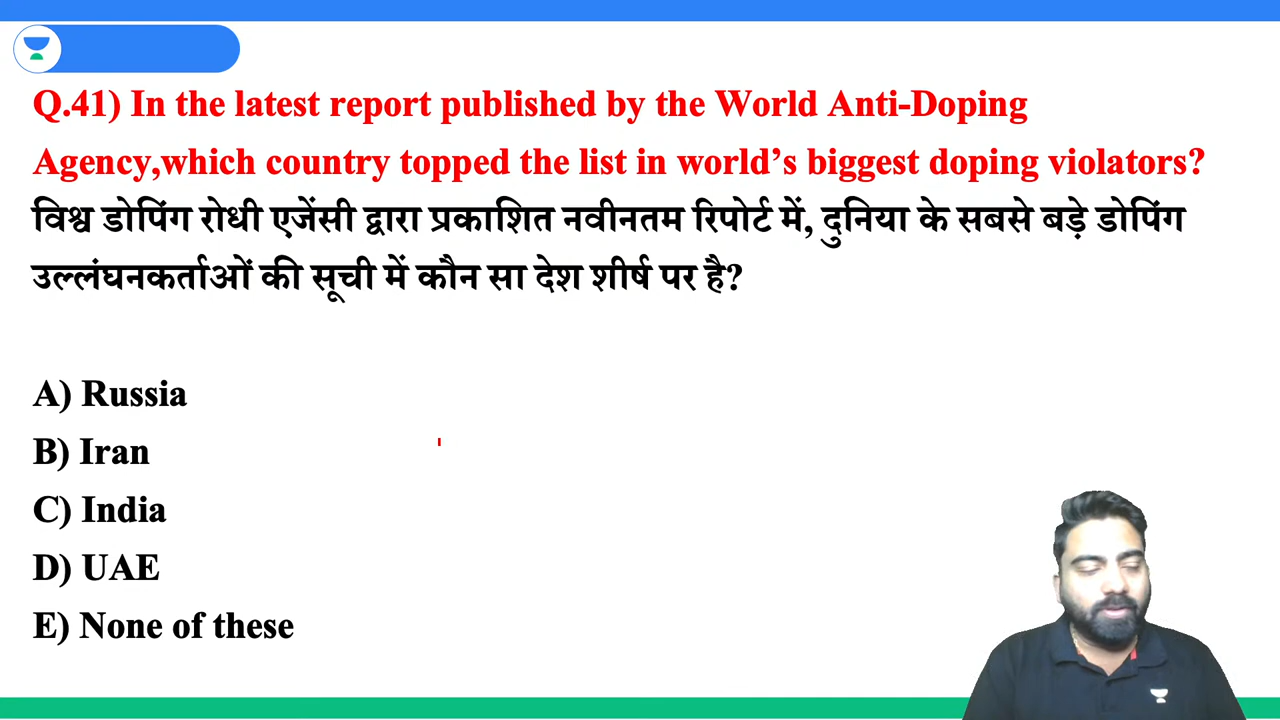 Q.41) In the latest report published by the World Anti-Doping
Agency,which country topped the list in world’s biggest doping violators?
विश्व डोपिंग रोधी एजेंसी द्वारा प्रकाशित नवीनतम रिपोर्ट में, दुनिया के सबसे बड़े डोपिंग
उल्लंघनकर्ताओं की सूची में कौन सा देश शीर्ष पर है?
A) Russia
B) Iran
C) India
D) UAE
E) None of these